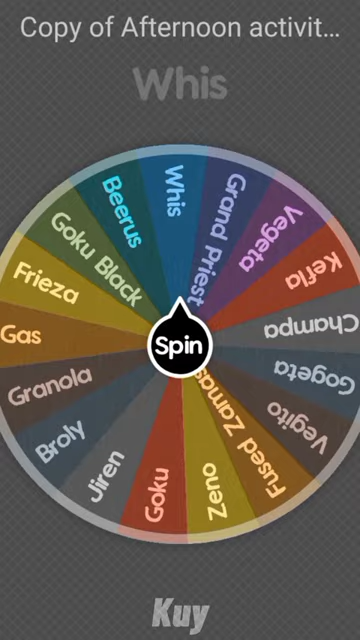 Copy of Afternoon activit...
Whis
Whis
Grand Priest
Vegeta
Kefla
Champa
Gogeta
Vegito
Fused Zamas
Zeno
Goku
Jiren
Broly
Granola
Gas
Frieza
Goku Black
Beerus
Spin
Kuy